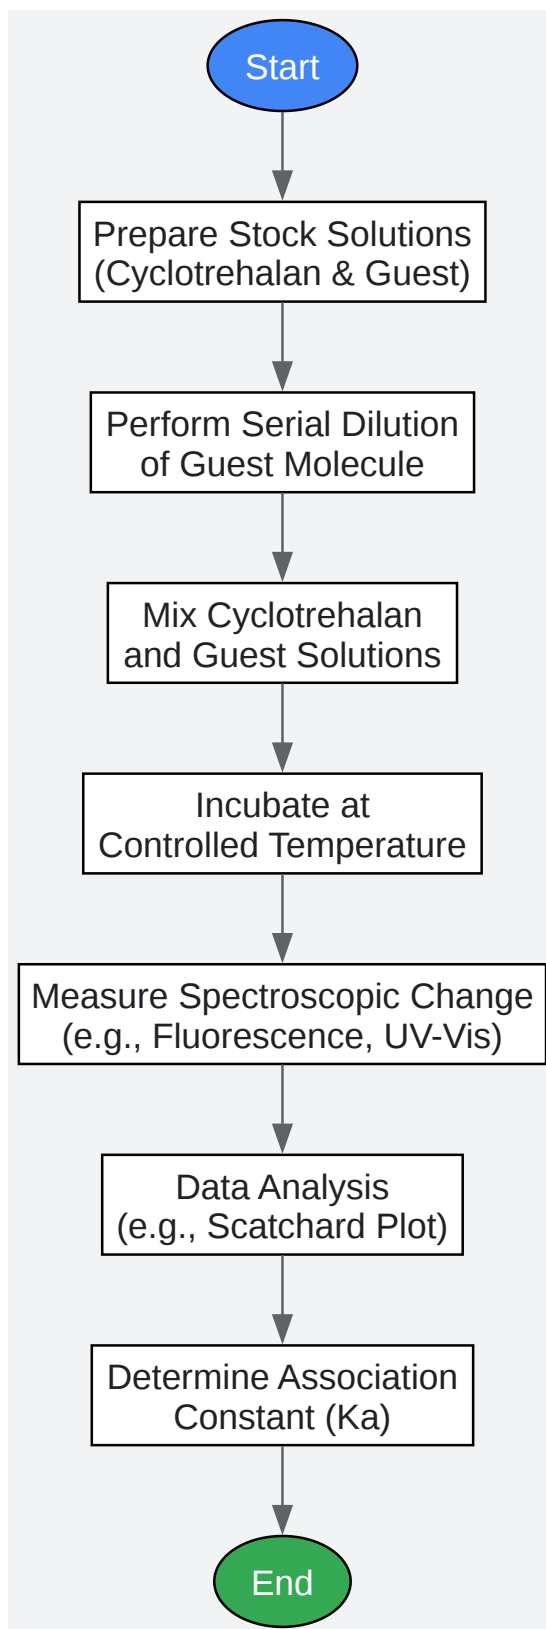 Start
Prepare Stock Solutions
(Cyclotrehalan & Guest)
Perform Serial Dilution
of Guest Molecule
Mix Cyclotrehalan
and Guest Solutions
Incubate at
Controlled Temperature
Measure Spectroscopic Change
(e.g., Fluorescence, UV-Vis)
Data Analysis
(e.g., Scatchard Plot)
Determine Association
Constant (Ka)
End